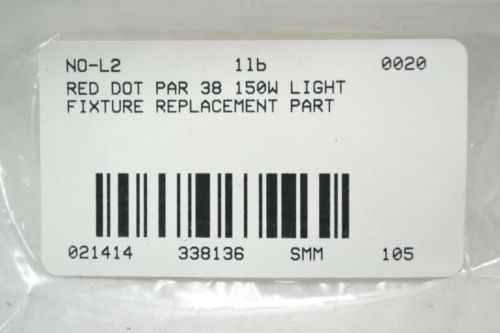 NO-L2 1lb 0020
RED DOT PAR 38 150W LIGHT
FIXTURE REPLACEMENT PART
021414 338136 SMM 105